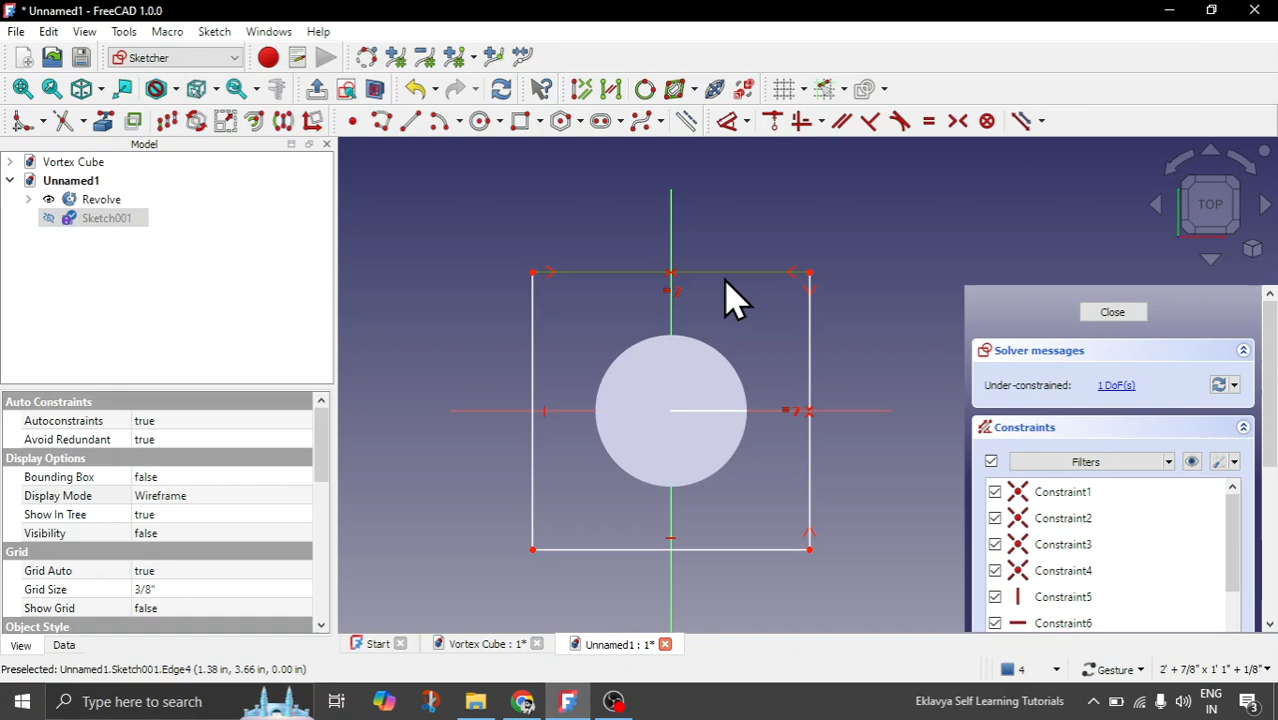 * Unnamed1 - FreeCAD 1.0.0
File Edit View Tools Macro Sketch Windows Help
Sketcher
Model
Vortex Cube
Unnamed1
Revolve
Sketch001
TOP
Close
Solver messages
Under-constrained: 1 DoF(s)
Constraints
Filters
Constraint1
Constraint2
Constraint3
Constraint4
Constraint5
Constraint6
Auto Constraints
Autoconstraints true
Avoid Redundant true
Display Options
Bounding Box false
Display Mode Wireframe
Show In Tree true
Visibility false
Grid
Grid Auto true
Grid Size 3/8"
Show Grid false
Object Style
View Data
Start Vortex Cube : 1* Unnamed1 : 1*
Preselected: Unnamed1.Sketch001.Edge4 (1.38 in, 3.66 in, 0.00 in)
4 Gesture 2' + 7/8" x 1' 1" + 1/8"
Type here to search
Eklavya Self Learning Tutorials
ENG
IN
3